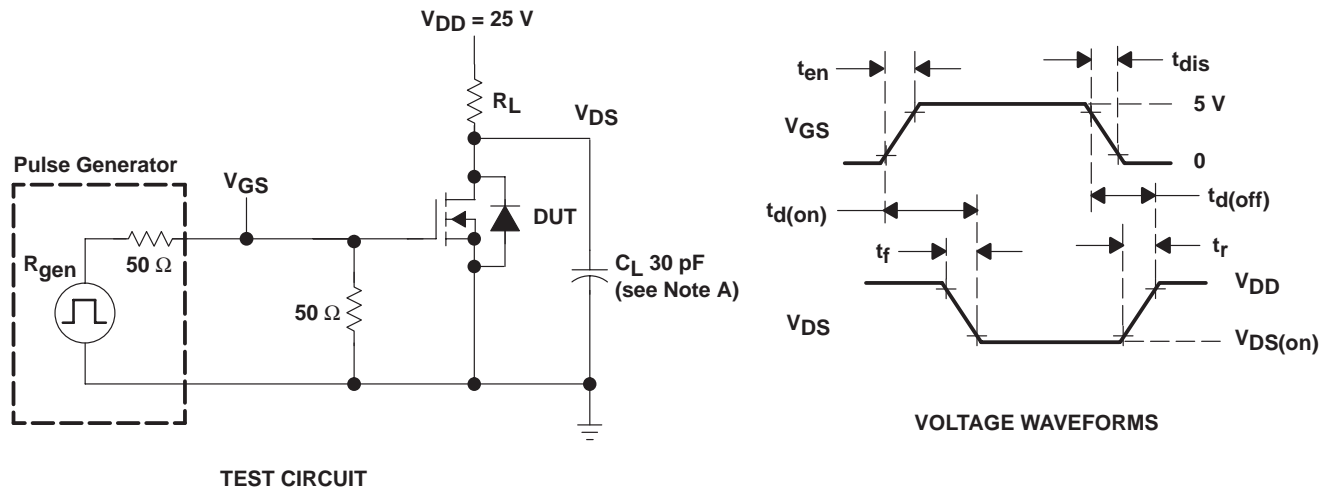 VDD = 25 V
RL
VDS
Pulse Generator
VGS
Rgen
50 Ω
50 Ω
DUT
CL 30 pF
(see Note A)
TEST CIRCUIT
ten
tdis
5 V
VGS
0
td(on)
td(off)
tf
tr
VDD
VDS
VDS(on)
VOLTAGE WAVEFORMS